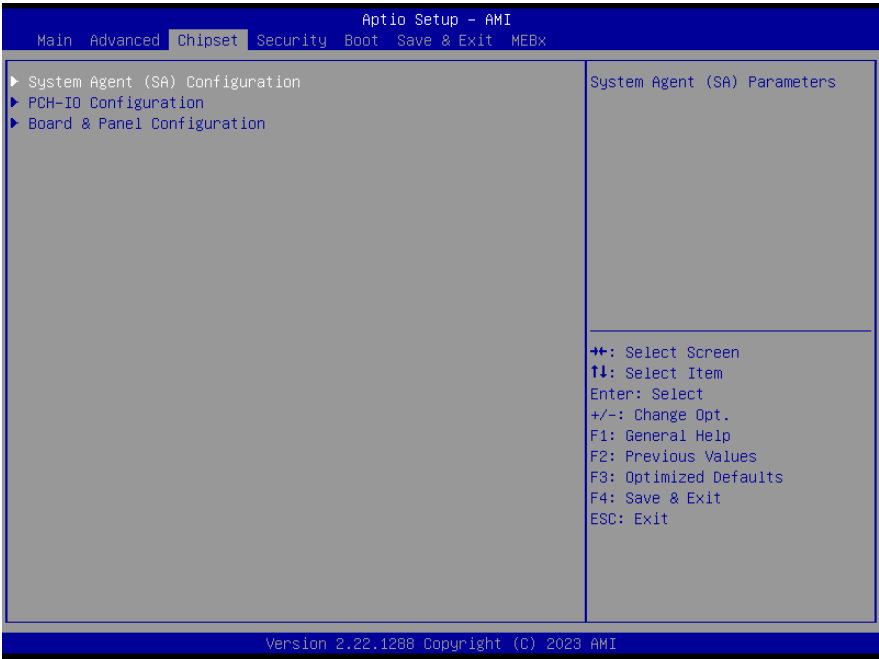 Aptio Setup – AMI
Main Advanced Chipset Security Boot Save & Exit MEBx
▶ System Agent (SA) Configuration
▶ PCH-IO Configuration
▶ Board & Panel Configuration
System Agent (SA) Parameters
→←: Select Screen
↑↓: Select Item
Enter: Select
+/-: Change Opt.
F1: General Help
F2: Previous Values
F3: Optimized Defaults
F4: Save & Exit
ESC: Exit
Version 2.22.1288 Copyright (C) 2023 AMI